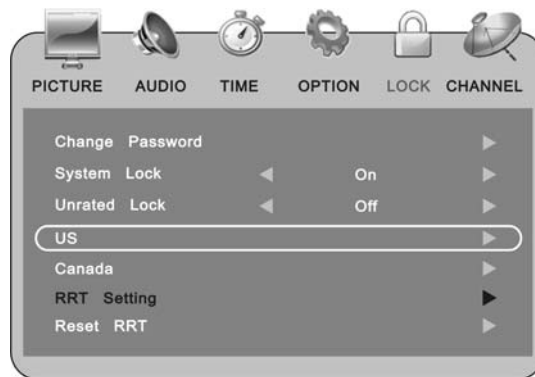 PICTURE AUDIO TIME OPTION LOCK CHANNEL
Change Password
System Lock On
Unrated Lock Off
US
Canada
RRT Setting
Reset RRT